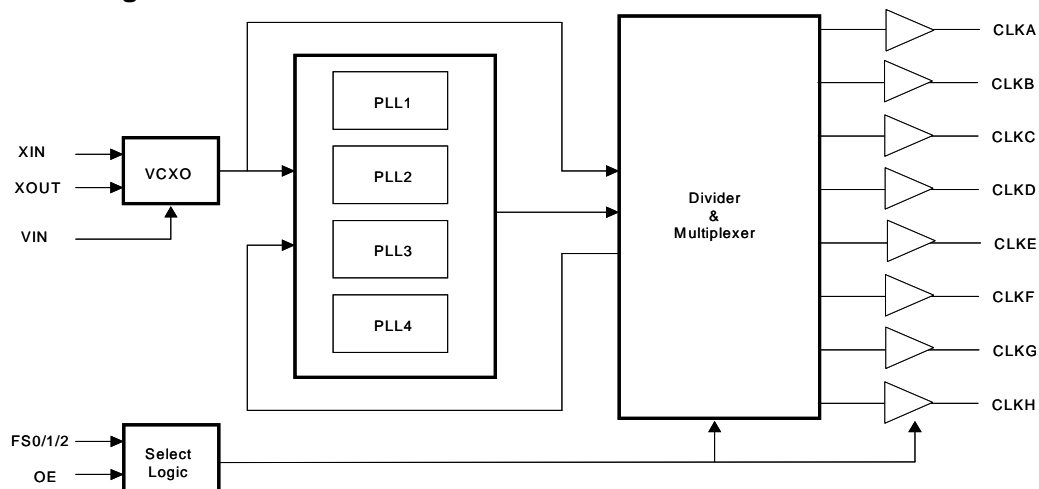 CLKA
PLL1
CLKB
CLKC
XIN
VCXO
PLL2
XOUT
CLKD
Divider
&
Multiplexer
VIN
PLL3
CLKE
CLKF
PLL4
CLKG
CLKH
FS0/1/2
Select
Logic
OE